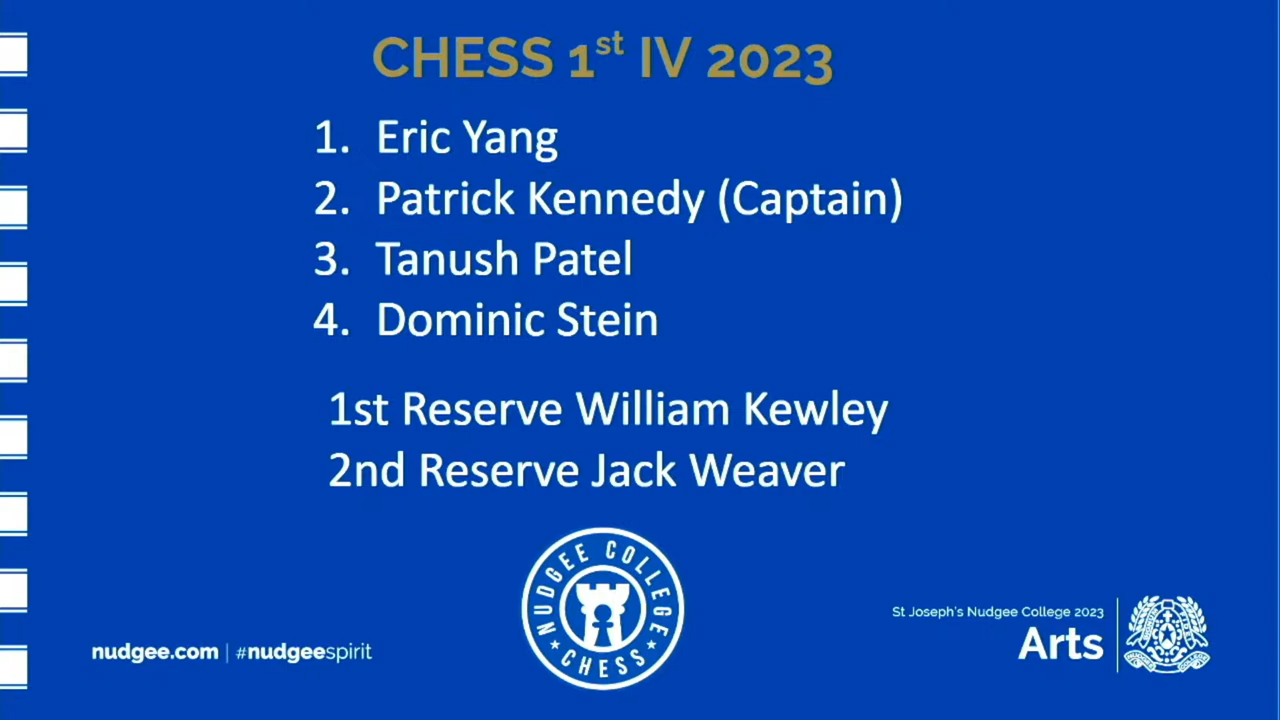 CHESS 1st IV 2023
1. Eric Yang
2. Patrick Kennedy (Captain)
3. Tanush Patel
4. Dominic Stein
1st Reserve William Kewley
2nd Reserve Jack Weaver
NUDGEE COLLEGE
CHESS
St Joseph's Nudgee College 2023
Arts
nudgee.com | #nudgeespirit